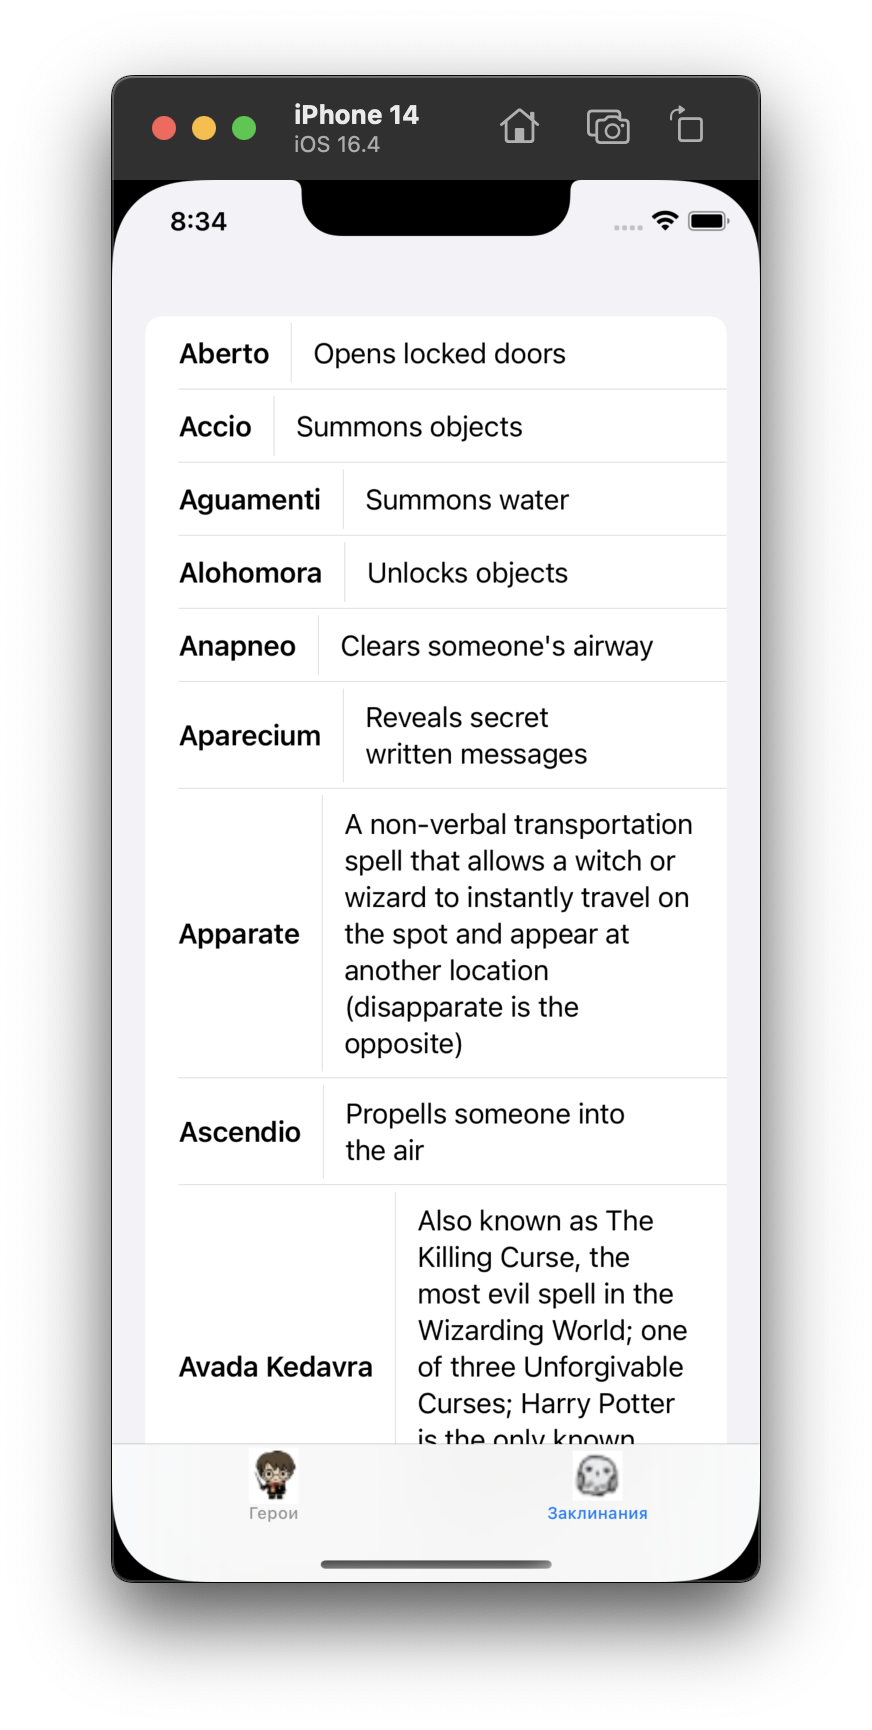 iPhone 14
iOS 16.4
8:34
Aberto
Opens locked doors
Accio
Summons objects
Aguamenti
Summons water
Alohomora
Unlocks objects
Anapneo
Clears someone's airway
Aparecium
Reveals secret
written messages
Apparate
A non-verbal transportation
spell that allows a witch or
wizard to instantly travel on
the spot and appear at
another location
(disapparate is the
opposite)
Ascendio
Propells someone into
the air
Avada Kedavra
Also known as The
Killing Curse, the
most evil spell in the
Wizarding World; one
of three Unforgivable
Curses; Harry Potter
is the only known
Герои
Заклинания